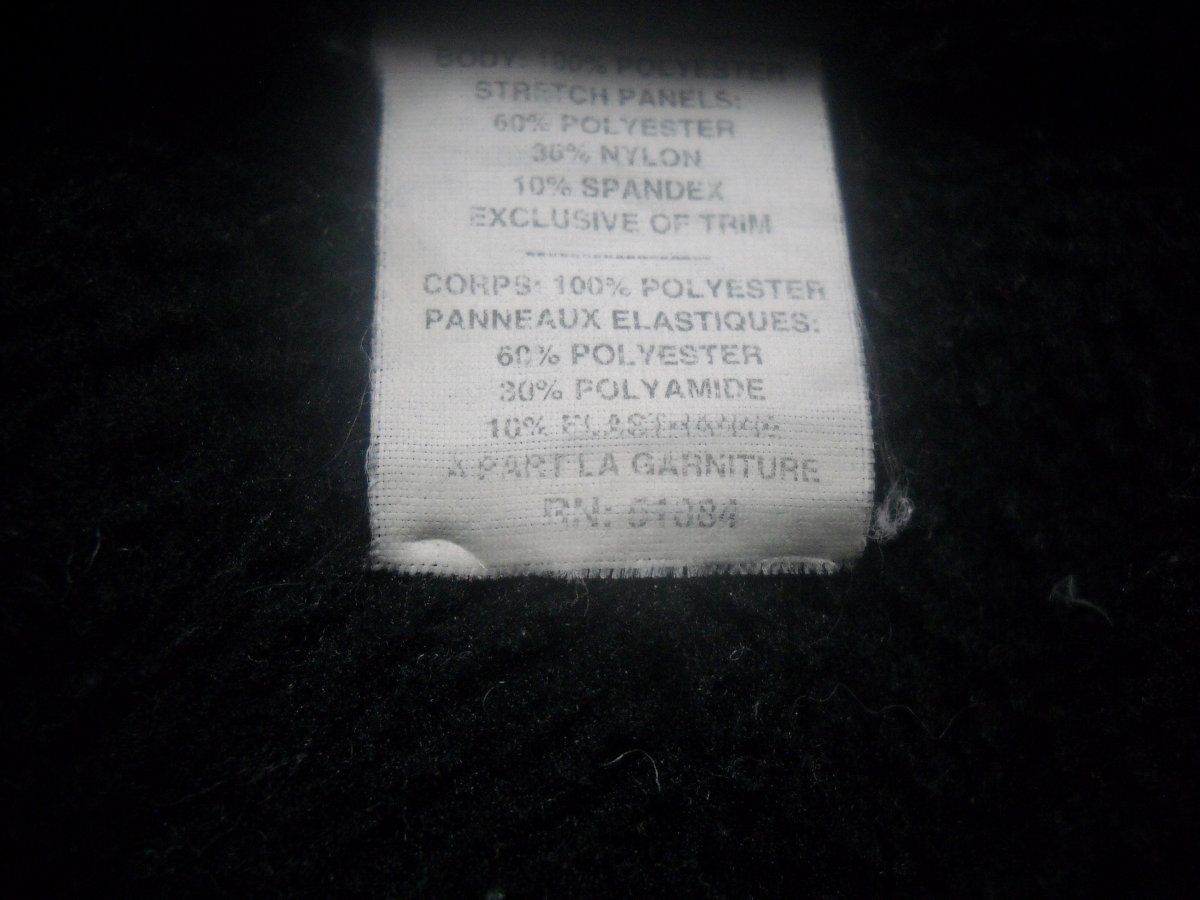 BODY: 100% POLYESTER
STRETCH PANELS:
60% POLYESTER
30% NYLON
10% SPANDEX
EXCLUSIVE OF TRIM
CORPS: 100% POLYESTER
PANNEAUX ELASTIQUES:
60% POLYESTER
30% POLYAMIDE
10% ELASTHANNE
A PART LA GARNITURE
RN: